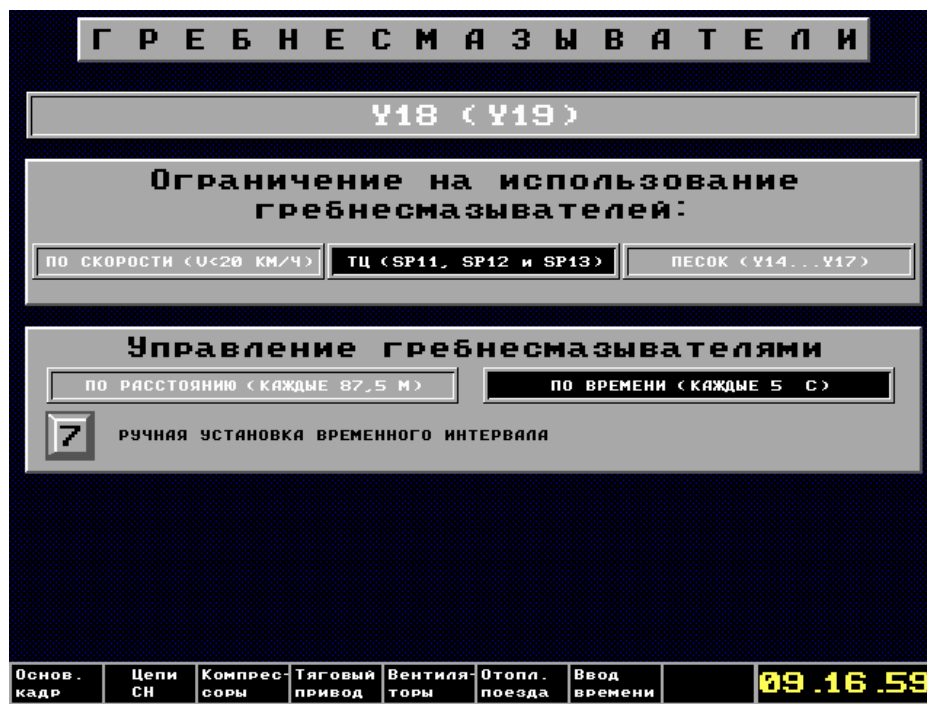 ГРЕБНЕСМАЗЫВАТЕЛИ
Y18 (Y19)
Ограничение на использование
гребнесмазывателей:
ПО СКОРОСТИ (V<20 КМ/Ч)
ТЦ (SP11, SP12 и SP13)
ПЕСОК (Y14...Y17)
Управление гребнесмазывателями
ПО РАССТОЯНИЮ (КАЖДЫЕ 87,5 М)
ПО ВРЕМЕНИ (КАЖДЫЕ 5 С)
7
РУЧНАЯ УСТАНОВКА ВРЕМЕННОГО ИНТЕРВАЛА
Основ.
кадр
Цепи
СН
Компрес-
соры
Тяговый
привод
Вентиля-
торы
Отопл.
поезда
Ввод
времени
09.16.59